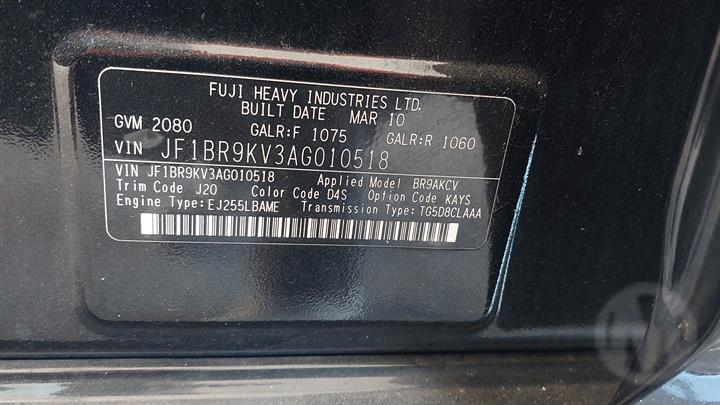 FUJI HEAVY INDUSTRIES LTD.
BUILT DATE MAR 10
GVM 2080 GALR:F 1075 GALR:R 1060
VIN JF1BR9KV3AG010518
VIN JF1BR9KV3AG010518 Applied Model BR9AKCV
Trim Code J20 Color Code D4S Option Code KAYS
Engine Type:EJ255LBAME Transmission Type:TG5D8CLAAA